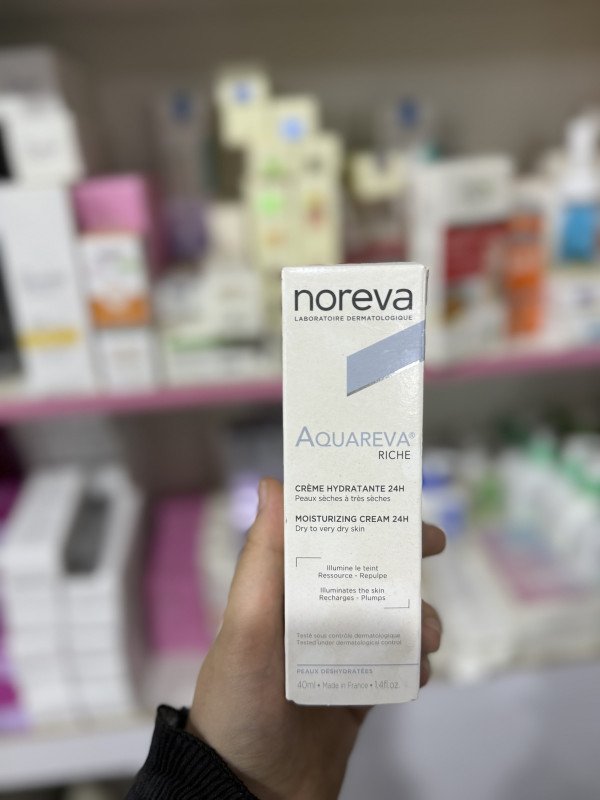 noreva
LABORATOIRE DERMATOLOGIQUE
AQUAREVA®
RICHE
CRÈME HYDRATANTE 24H
Peaux sèches à très sèches
MOISTURIZING CREAM 24H
Dry to very dry skin
Illumine le teint
Ressource - Repulpe
Illuminates the skin
Recharges - Plumps
Testé sous contrôle dermatologique
Tested under dermatological control
PEAUX DÉSHYDRATÉES
40ml • Made in France • 1.4fl.oz.